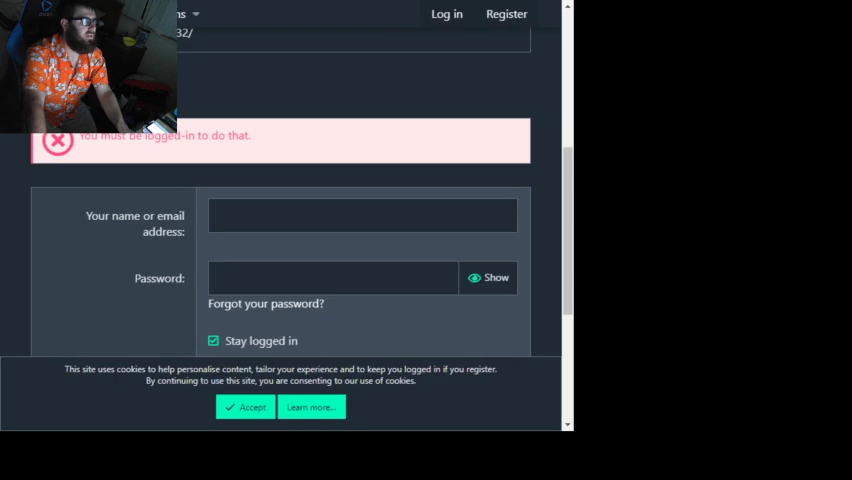 ns
Log in
Register
32/
You must be logged-in to do that.
Your name or email
address:
Password:
Show
Forgot your password?
Stay logged in
This site uses cookies to help personalise content, tailor your experience and to keep you logged in if you register.
By continuing to use this site, you are consenting to our use of cookies.
Accept
Learn more...